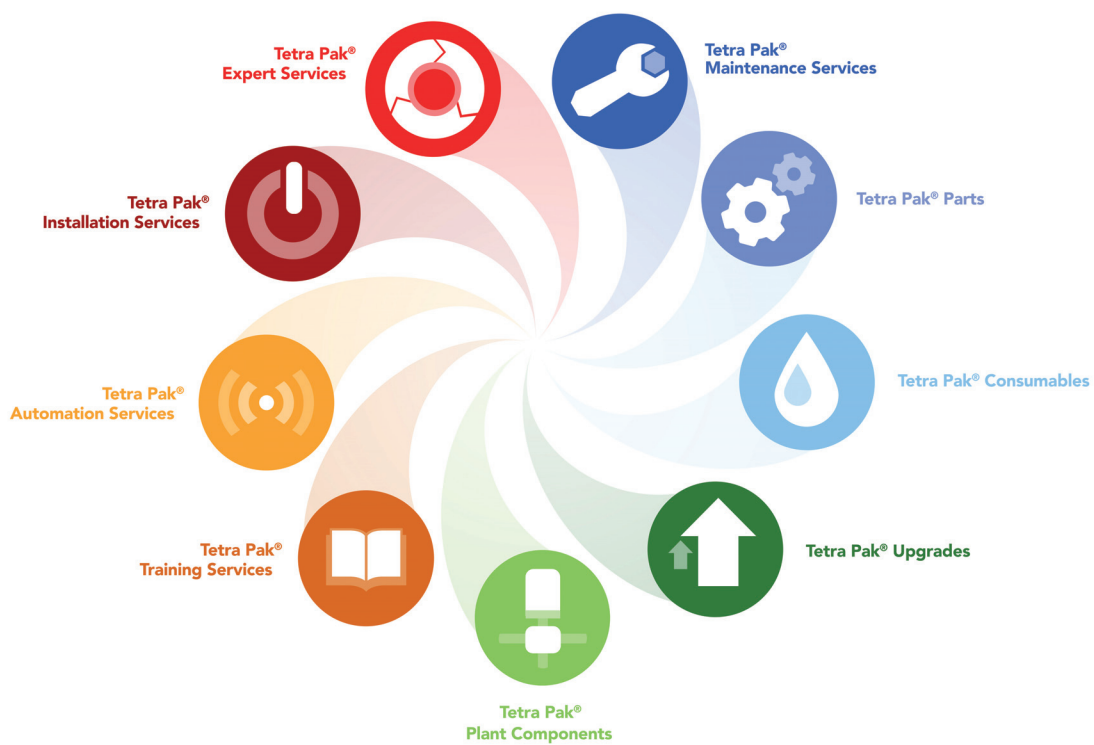 Tetra Pak®
Expert Services
Tetra Pak®
Maintenance Services
Tetra Pak® Parts
Tetra Pak® Consumables
Tetra Pak® Upgrades
Tetra Pak®
Plant Components
Tetra Pak®
Training Services
Tetra Pak®
Automation Services
Tetra Pak®
Installation Services